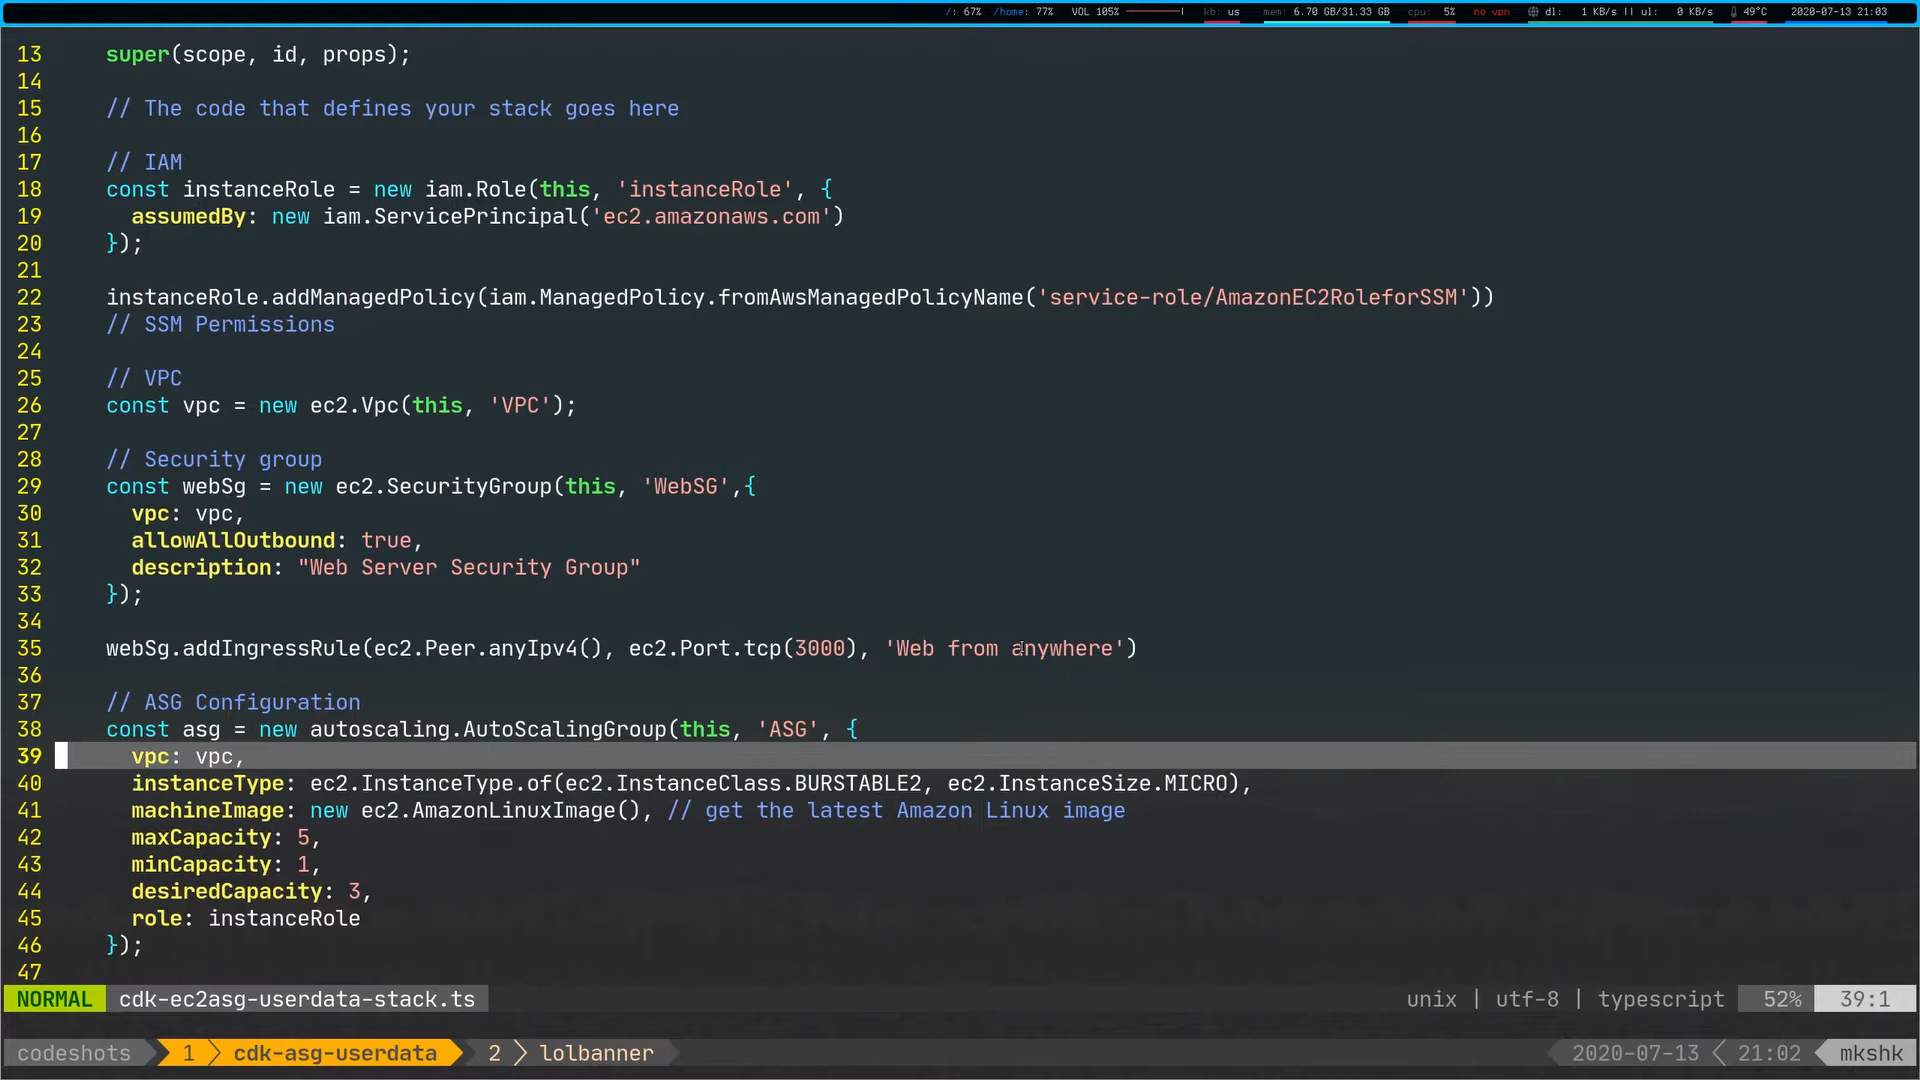 /: 67% /home: 77% VOL 105% kb: us mem: 6.70 GB/31.33 GB cpu: 5% no vpn dl: 1 KB/s || ul: 0 KB/s 49°C 2020-07-13 21:03
13 super(scope, id, props);
14
15 // The code that defines your stack goes here
16
17 // IAM
18 const instanceRole = new iam.Role(this, 'instanceRole', {
19 assumedBy: new iam.ServicePrincipal('ec2.amazonaws.com')
20 });
21
22 instanceRole.addManagedPolicy(iam.ManagedPolicy.fromAwsManagedPolicyName('service-role/AmazonEC2RoleforSSM'))
23 // SSM Permissions
24
25 // VPC
26 const vpc = new ec2.Vpc(this, 'VPC');
27
28 // Security group
29 const webSg = new ec2.SecurityGroup(this, 'WebSG',{
30 vpc: vpc,
31 allowAllOutbound: true,
32 description: "Web Server Security Group"
33 });
34
35 webSg.addIngressRule(ec2.Peer.anyIpv4(), ec2.Port.tcp(3000), 'Web from anywhere')
36
37 // ASG Configuration
38 const asg = new autoscaling.AutoScalingGroup(this, 'ASG', {
39 vpc: vpc,
40 instanceType: ec2.InstanceType.of(ec2.InstanceClass.BURSTABLE2, ec2.InstanceSize.MICRO),
41 machineImage: new ec2.AmazonLinuxImage(), // get the latest Amazon Linux image
42 maxCapacity: 5,
43 minCapacity: 1,
44 desiredCapacity: 3,
45 role: instanceRole
46 });
47
NORMAL cdk-ec2asg-userdata-stack.ts unix | utf-8 | typescript 52% 39:1
codeshots 1 cdk-asg-userdata 2 lolbanner 2020-07-13 21:02 mkshk